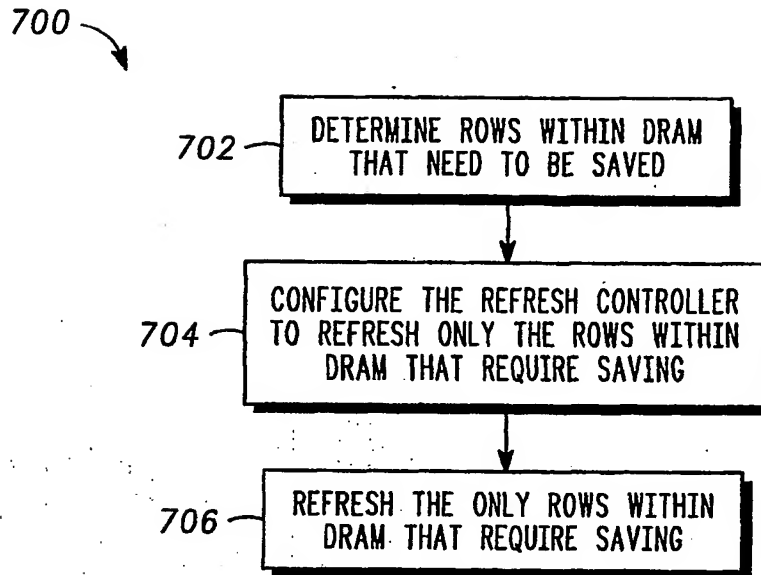 700
702
DETERMINE ROWS WITHIN DRAM
THAT NEED TO BE SAVED
704
CONFIGURE THE REFRESH CONTROLLER
TO REFRESH ONLY THE ROWS WITHIN
DRAM THAT REQUIRE SAVING
706
REFRESH THE ONLY ROWS WITHIN
DRAM THAT REQUIRE SAVING